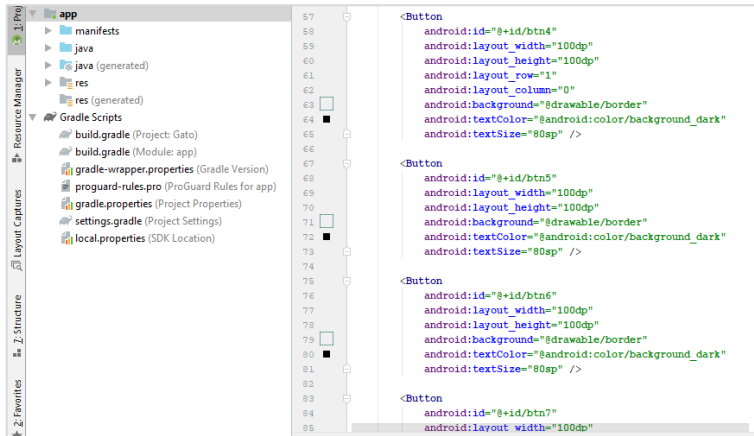 1: Proj
Resource Manager
Layout Captures
7: Structure
2: Favorites
app
manifests
java
java (generated)
res
res (generated)
Gradle Scripts
build.gradle (Project: Gato)
build.gradle (Module: app)
gradle-wrapper.properties (Gradle Version)
proguard-rules.pro (ProGuard Rules for app)
gradle.properties (Project Properties)
settings.gradle (Project Settings)
local.properties (SDK Location)
57 <Button
58 android:id="@+id/btn4"
59 android:layout_width="100dp"
60 android:layout_height="100dp"
61 android:layout_row="1"
62 android:layout_column="0"
63 android:background="@drawable/border"
64 android:textColor="@android:color/background_dark"
65 android:textSize="80sp" />
66
67 <Button
68 android:id="@+id/btn5"
69 android:layout_width="100dp"
70 android:layout_height="100dp"
71 android:background="@drawable/border"
72 android:textColor="@android:color/background_dark"
73 android:textSize="80sp" />
74
75 <Button
76 android:id="@+id/btn6"
77 android:layout_width="100dp"
78 android:layout_height="100dp"
79 android:background="@drawable/border"
80 android:textColor="@android:color/background_dark"
81 android:textSize="80sp" />
82
83 <Button
84 android:id="@+id/btn7"
85 android:layout_width="100dp"